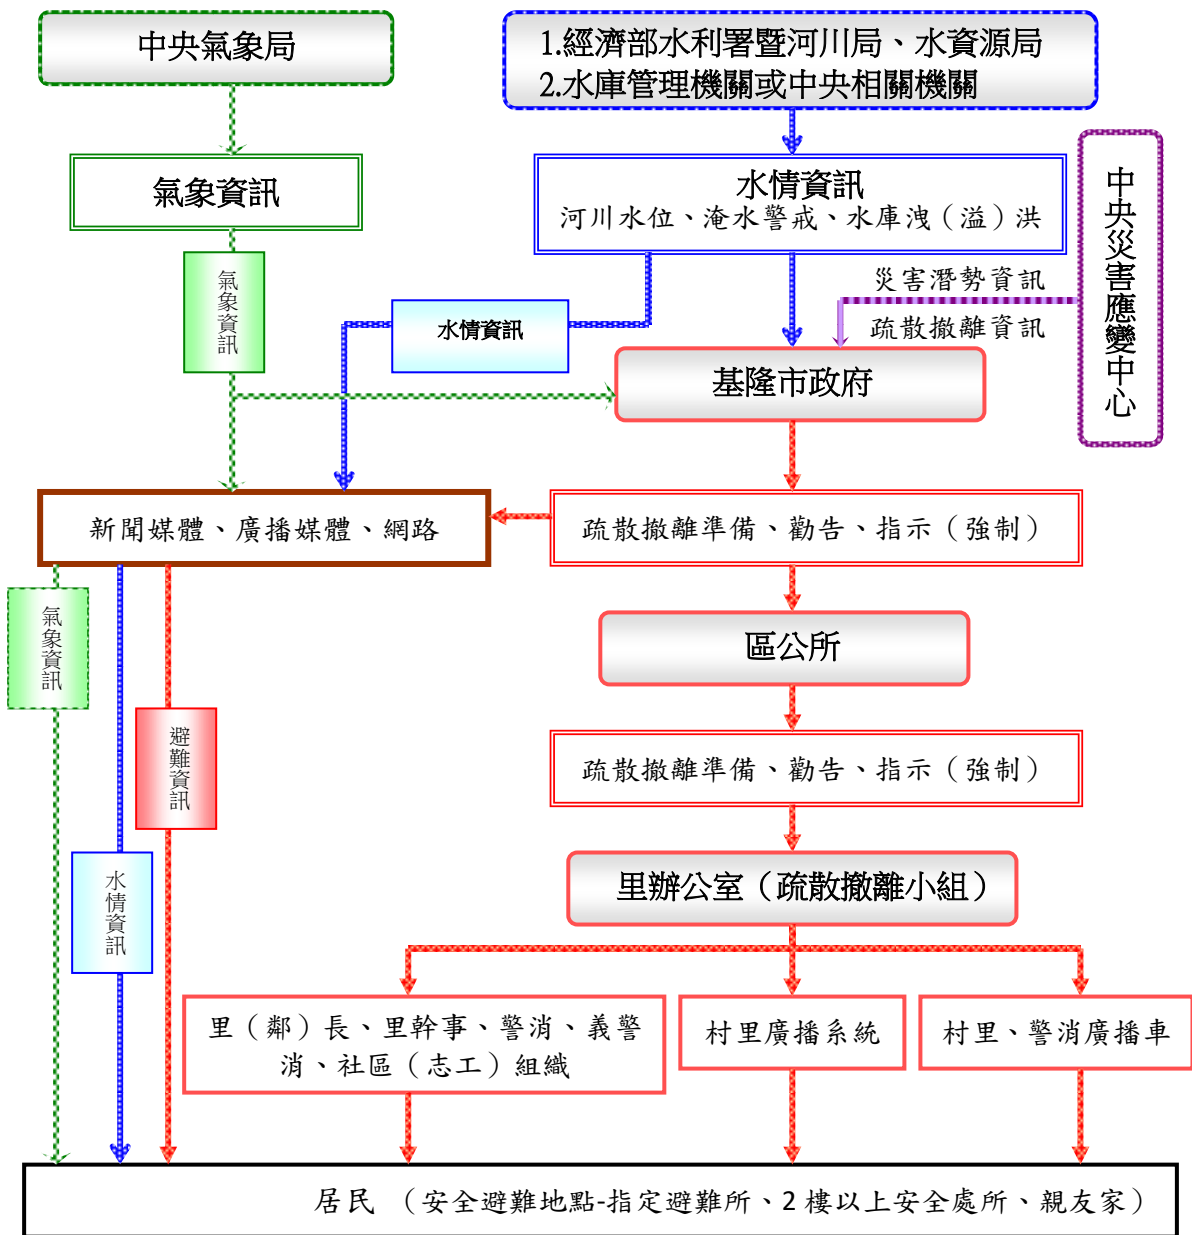 中央氣象局
1.經濟部水利署暨河川局、水資源局
2.水庫管理機關或中央相關機關
氣象資訊
水情資訊
河川水位、淹水警戒、水庫洩（溢）洪
中央災害應變中心
氣象資訊
水情資訊
災害潛勢資訊
疏散撤離資訊
基隆市政府
新聞媒體、廣播媒體、網路
疏散撤離準備、勸告、指示（強制）
氣象資訊
區公所
避難資訊
疏散撤離準備、勸告、指示（強制）
水情資訊
里辦公室（疏散撤離小組）
里（鄰）長、里幹事、警消、義警
消、社區（志工）組織
村里廣播系統
村里、警消廣播車
居民 （安全避難地點-指定避難所、2 樓以上安全處所、親友家）